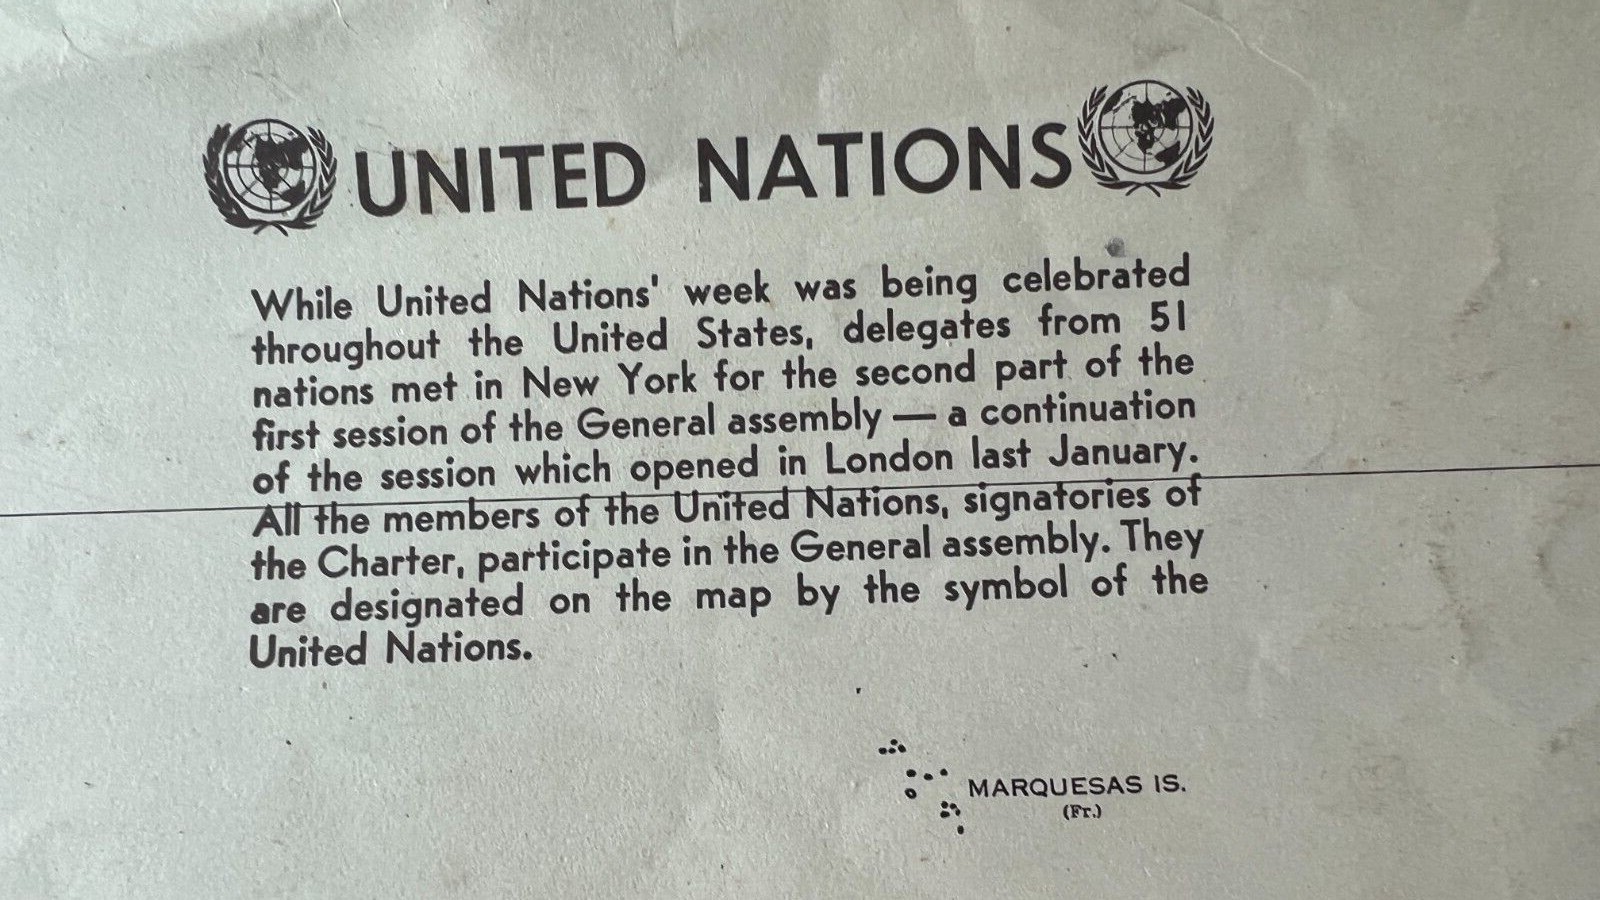 UNITED NATIONS
While United Nations' week was being celebrated
throughout the United States, delegates from 51
nations met in New York for the second part of the
first session of the General assembly — a continuation
of the session which opened in London last January.
All the members of the United Nations, signatories of
the Charter, participate in the General assembly. They
are designated on the map by the symbol of the
United Nations.
MARQUESAS IS.
(Fr.)